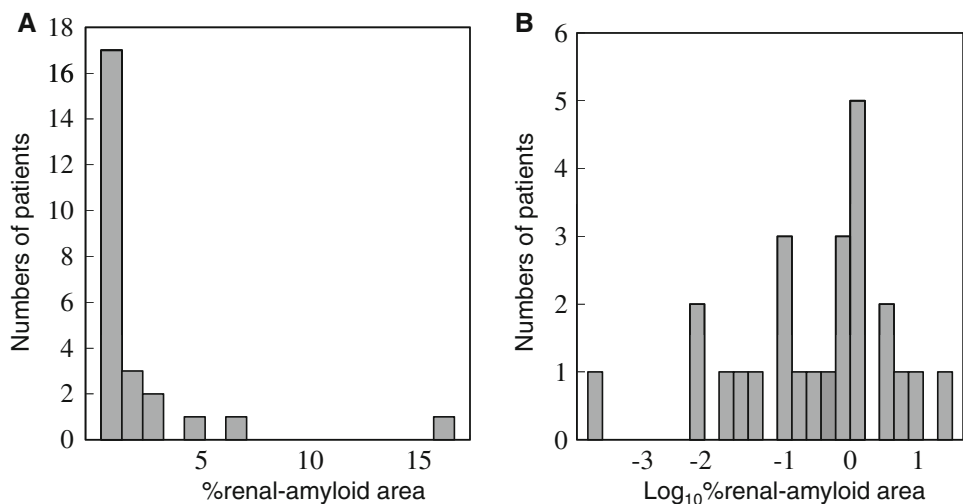 A
18
16
14
12
10
8
6
4
2
0
Numbers of patients
5 10 15
%renal-amyloid area
B
6
5
4
3
2
1
0
Numbers of patients
-3 -2 -1 0 1
Log10%renal-amyloid area